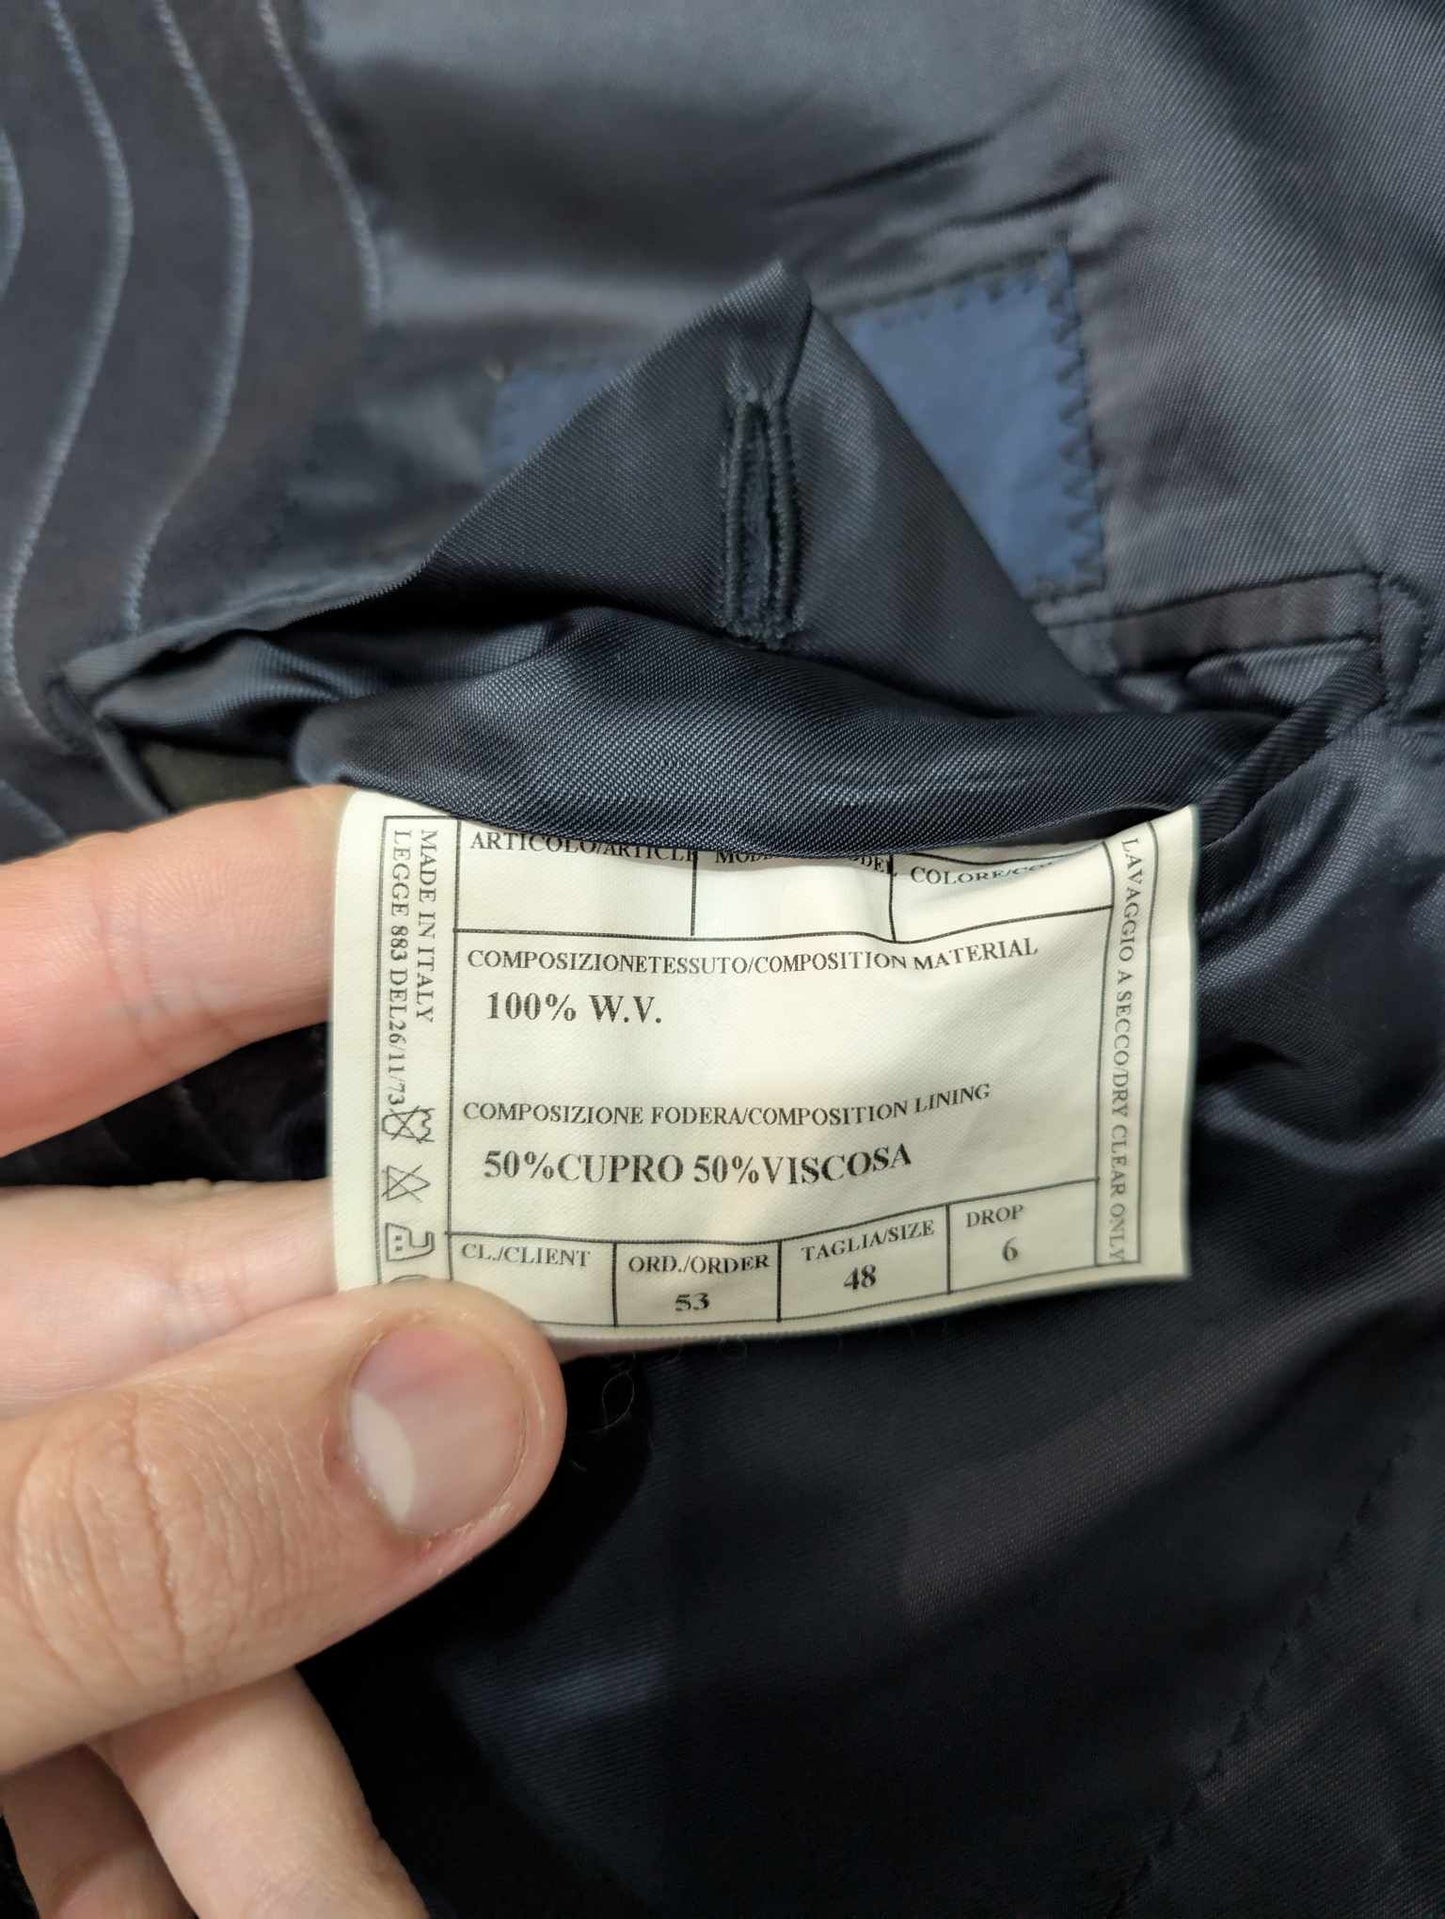 MADE IN ITALY
LEGGE 883 DEL26/11/73
ARTICOLO/ARTICLE
COLORE/
COMPOSIZIONETESSUTO/COMPOSITION MATERIAL
100% W.V.
COMPOSIZIONE FODERA/COMPOSITION LINING
50%CUPRO 50%VISCOSA
CL./CLIENT
ORD./ORDER
53
TAGLIA/SIZE
48
DROP
6
LAVAGGIO A SECCO/DRY CLEAR ONLY